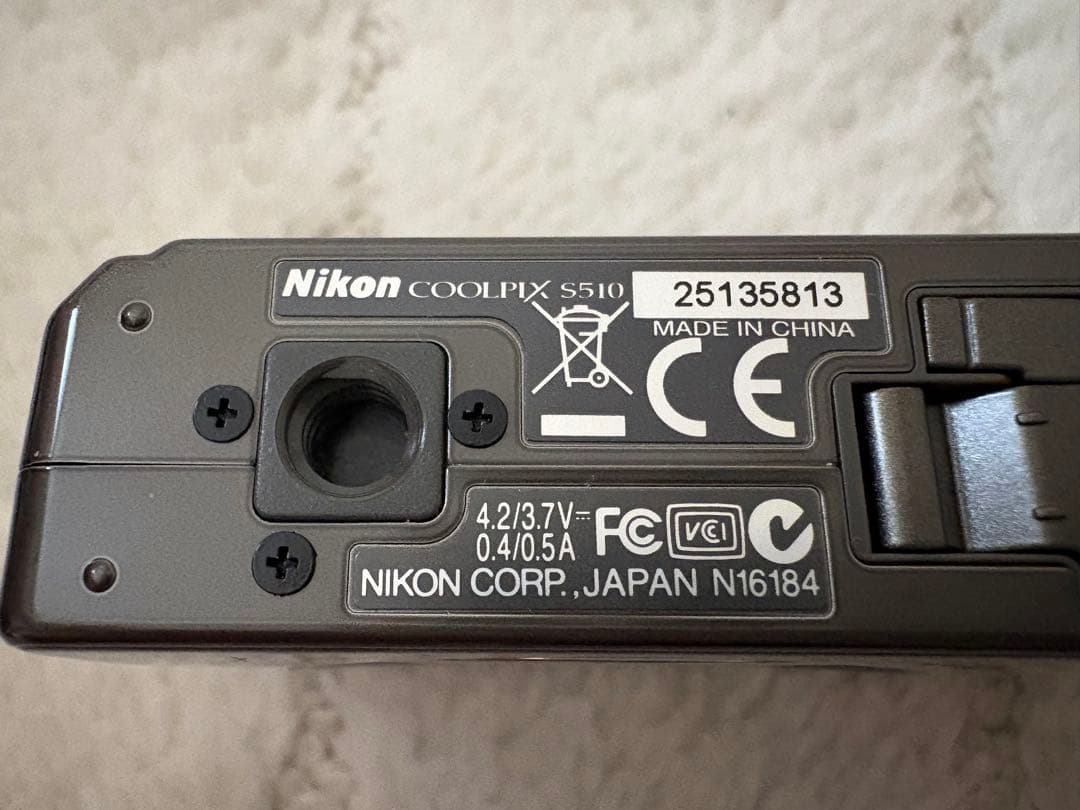 Nikon COOLPIX S510 25135813
MADE IN CHINA
CE
4.2/3.7V⎓
0.4/0.5A
FC VCI
NIKON CORP.,JAPAN N16184